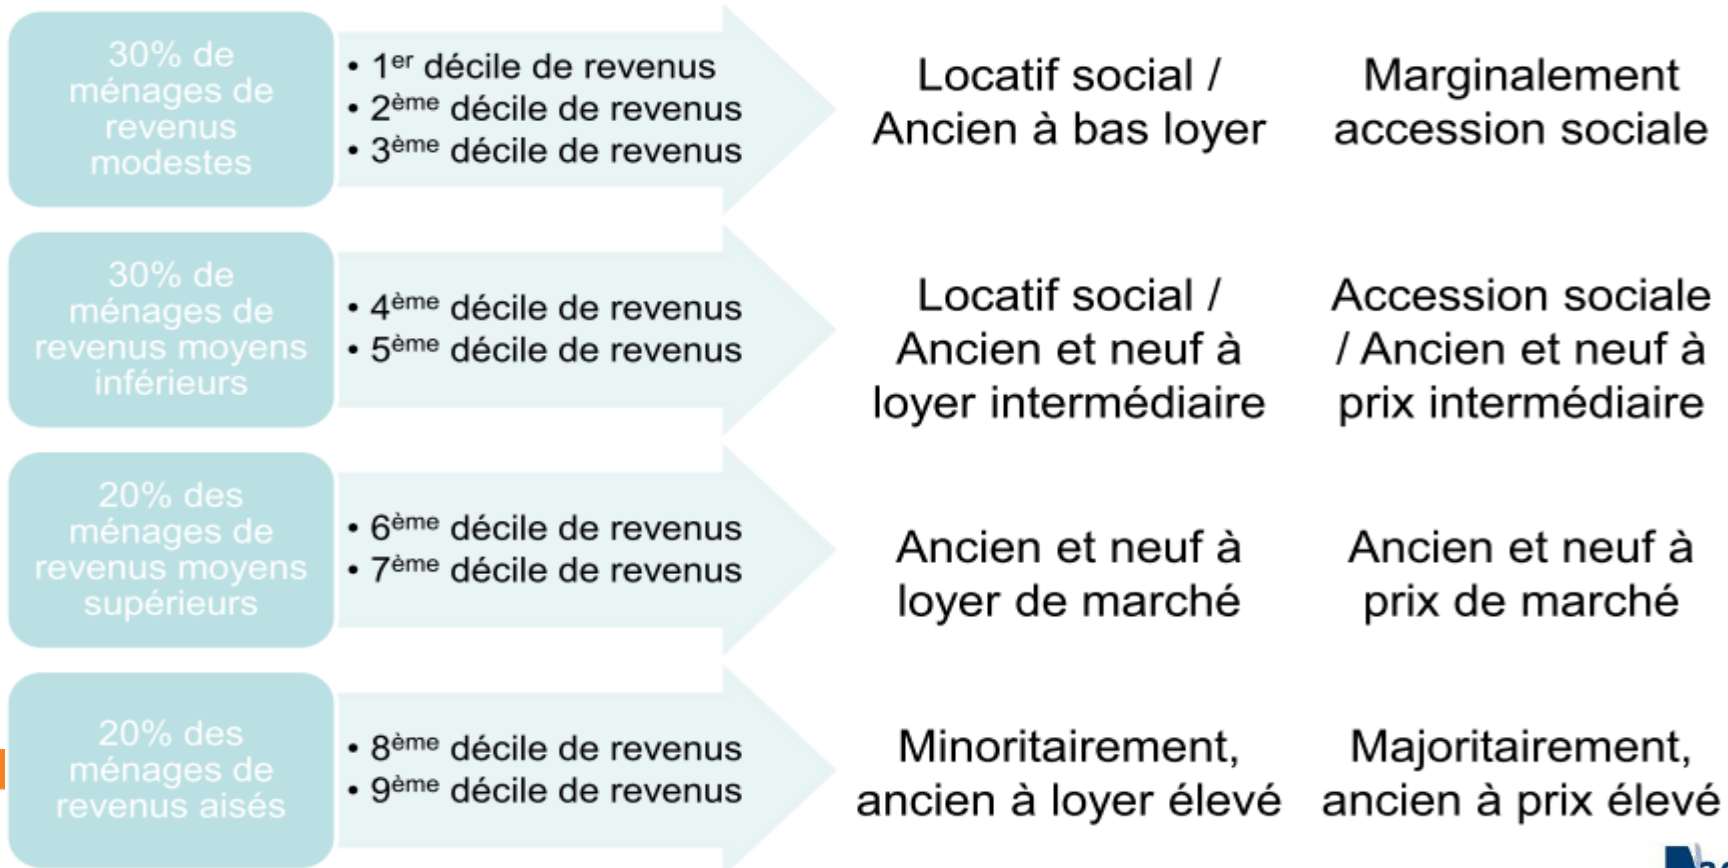 30% de
ménages de
revenus
modestes
• 1er décile de revenus
• 2ème décile de revenus
• 3ème décile de revenus
Locatif social /
Ancien à bas loyer
Marginalement
accession sociale
30% de
ménages de
revenus moyens
inférieurs
• 4ème décile de revenus
• 5ème décile de revenus
Locatif social /
Ancien et neuf à
loyer intermédiaire
Accession sociale
/ Ancien et neuf à
prix intermédiaire
20% des
ménages de
revenus moyens
supérieurs
• 6ème décile de revenus
• 7ème décile de revenus
Ancien et neuf à
loyer de marché
Ancien et neuf à
prix de marché
20% des
ménages de
revenus aisés
• 8ème décile de revenus
• 9ème décile de revenus
Minoritairement,
ancien à loyer élevé
Majoritairement,
ancien à prix élevé